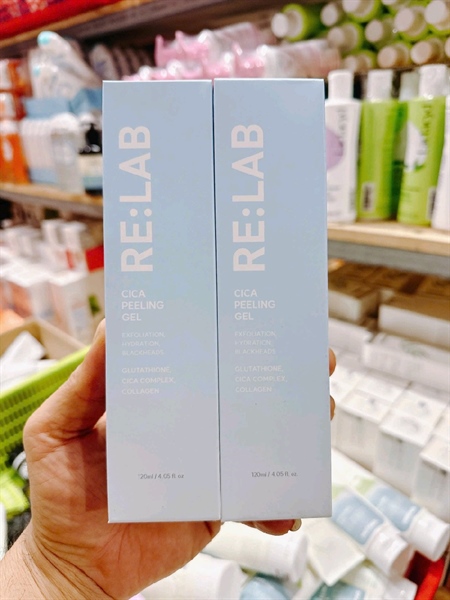 RE:LAB
CICA
PEELING
GEL
EXFOLIATION,
HYDRATION,
BLACKHEADS
GLUTATHIONE,
CICA COMPLEX,
COLLAGEN
120ml / 4.05 fl. oz.
RE:LAB
CICA
PEELING
GEL
EXFOLIATION,
HYDRATION,
BLACKHEADS
GLUTATHIONE,
CICA COMPLEX,
COLLAGEN
120ml / 4.05 fl. oz.